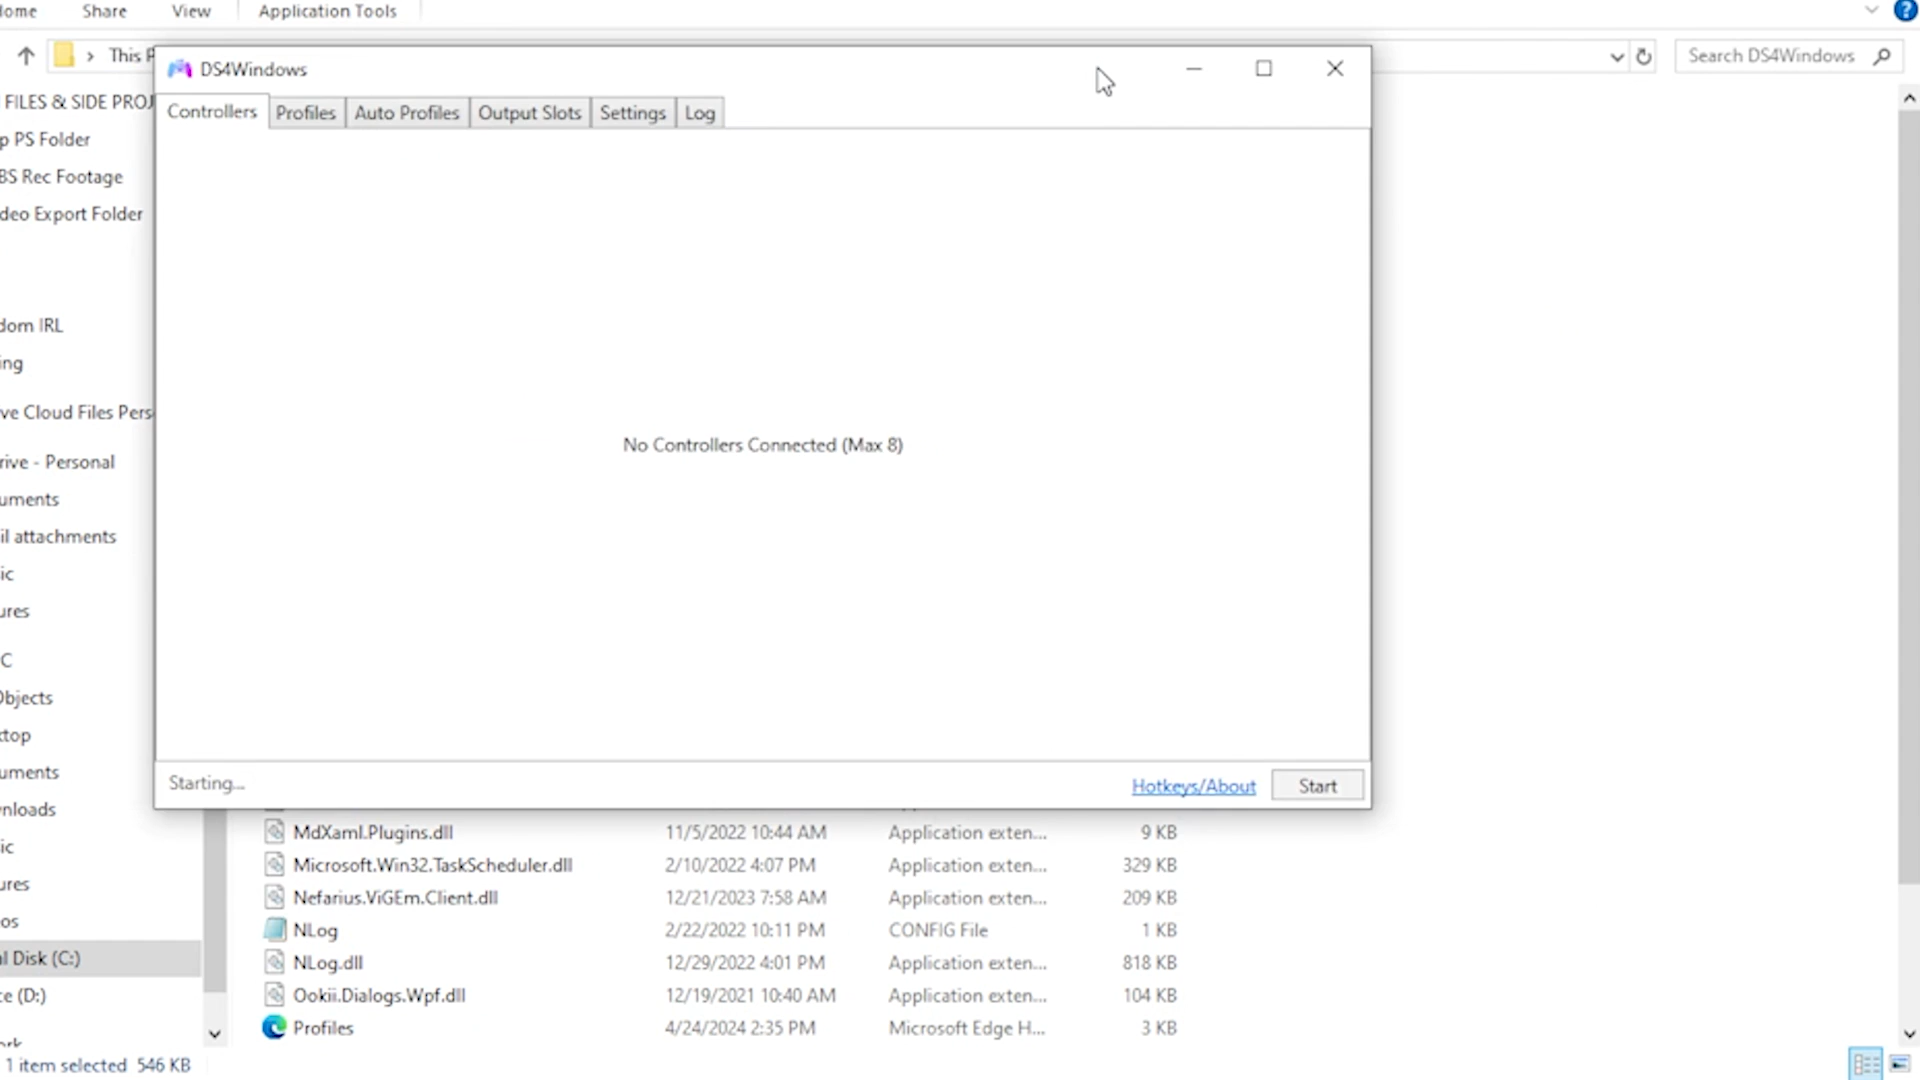 Home Share View Application Tools
This P
Search DS4Windows
DS4Windows
Controllers Profiles Auto Profiles Output Slots Settings Log
No Controllers Connected (Max 8)
Starting...
Hotkeys/About Start
FILES & SIDE PROJ
p PS Folder
BS Rec Footage
deo Export Folder
dom IRL
ing
ve Cloud Files Pers
rive - Personal
uments
il attachments
ic
ures
C
Objects
ktop
uments
nloads
ic
ures
os
al Disk (C:)
ce (D:)
MdXaml.Plugins.dll 11/5/2022 10:44 AM Application exten... 9 KB
Microsoft.Win32.TaskScheduler.dll 2/10/2022 4:07 PM Application exten... 329 KB
Nefarius.ViGEm.Client.dll 12/21/2023 7:58 AM Application exten... 209 KB
NLog 2/22/2022 10:11 PM CONFIG File 1 KB
NLog.dll 12/29/2022 4:01 PM Application exten... 818 KB
Ookii.Dialogs.Wpf.dll 12/19/2021 10:40 AM Application exten... 104 KB
Profiles 4/24/2024 2:35 PM Microsoft Edge H... 3 KB
1 item selected 546 KB